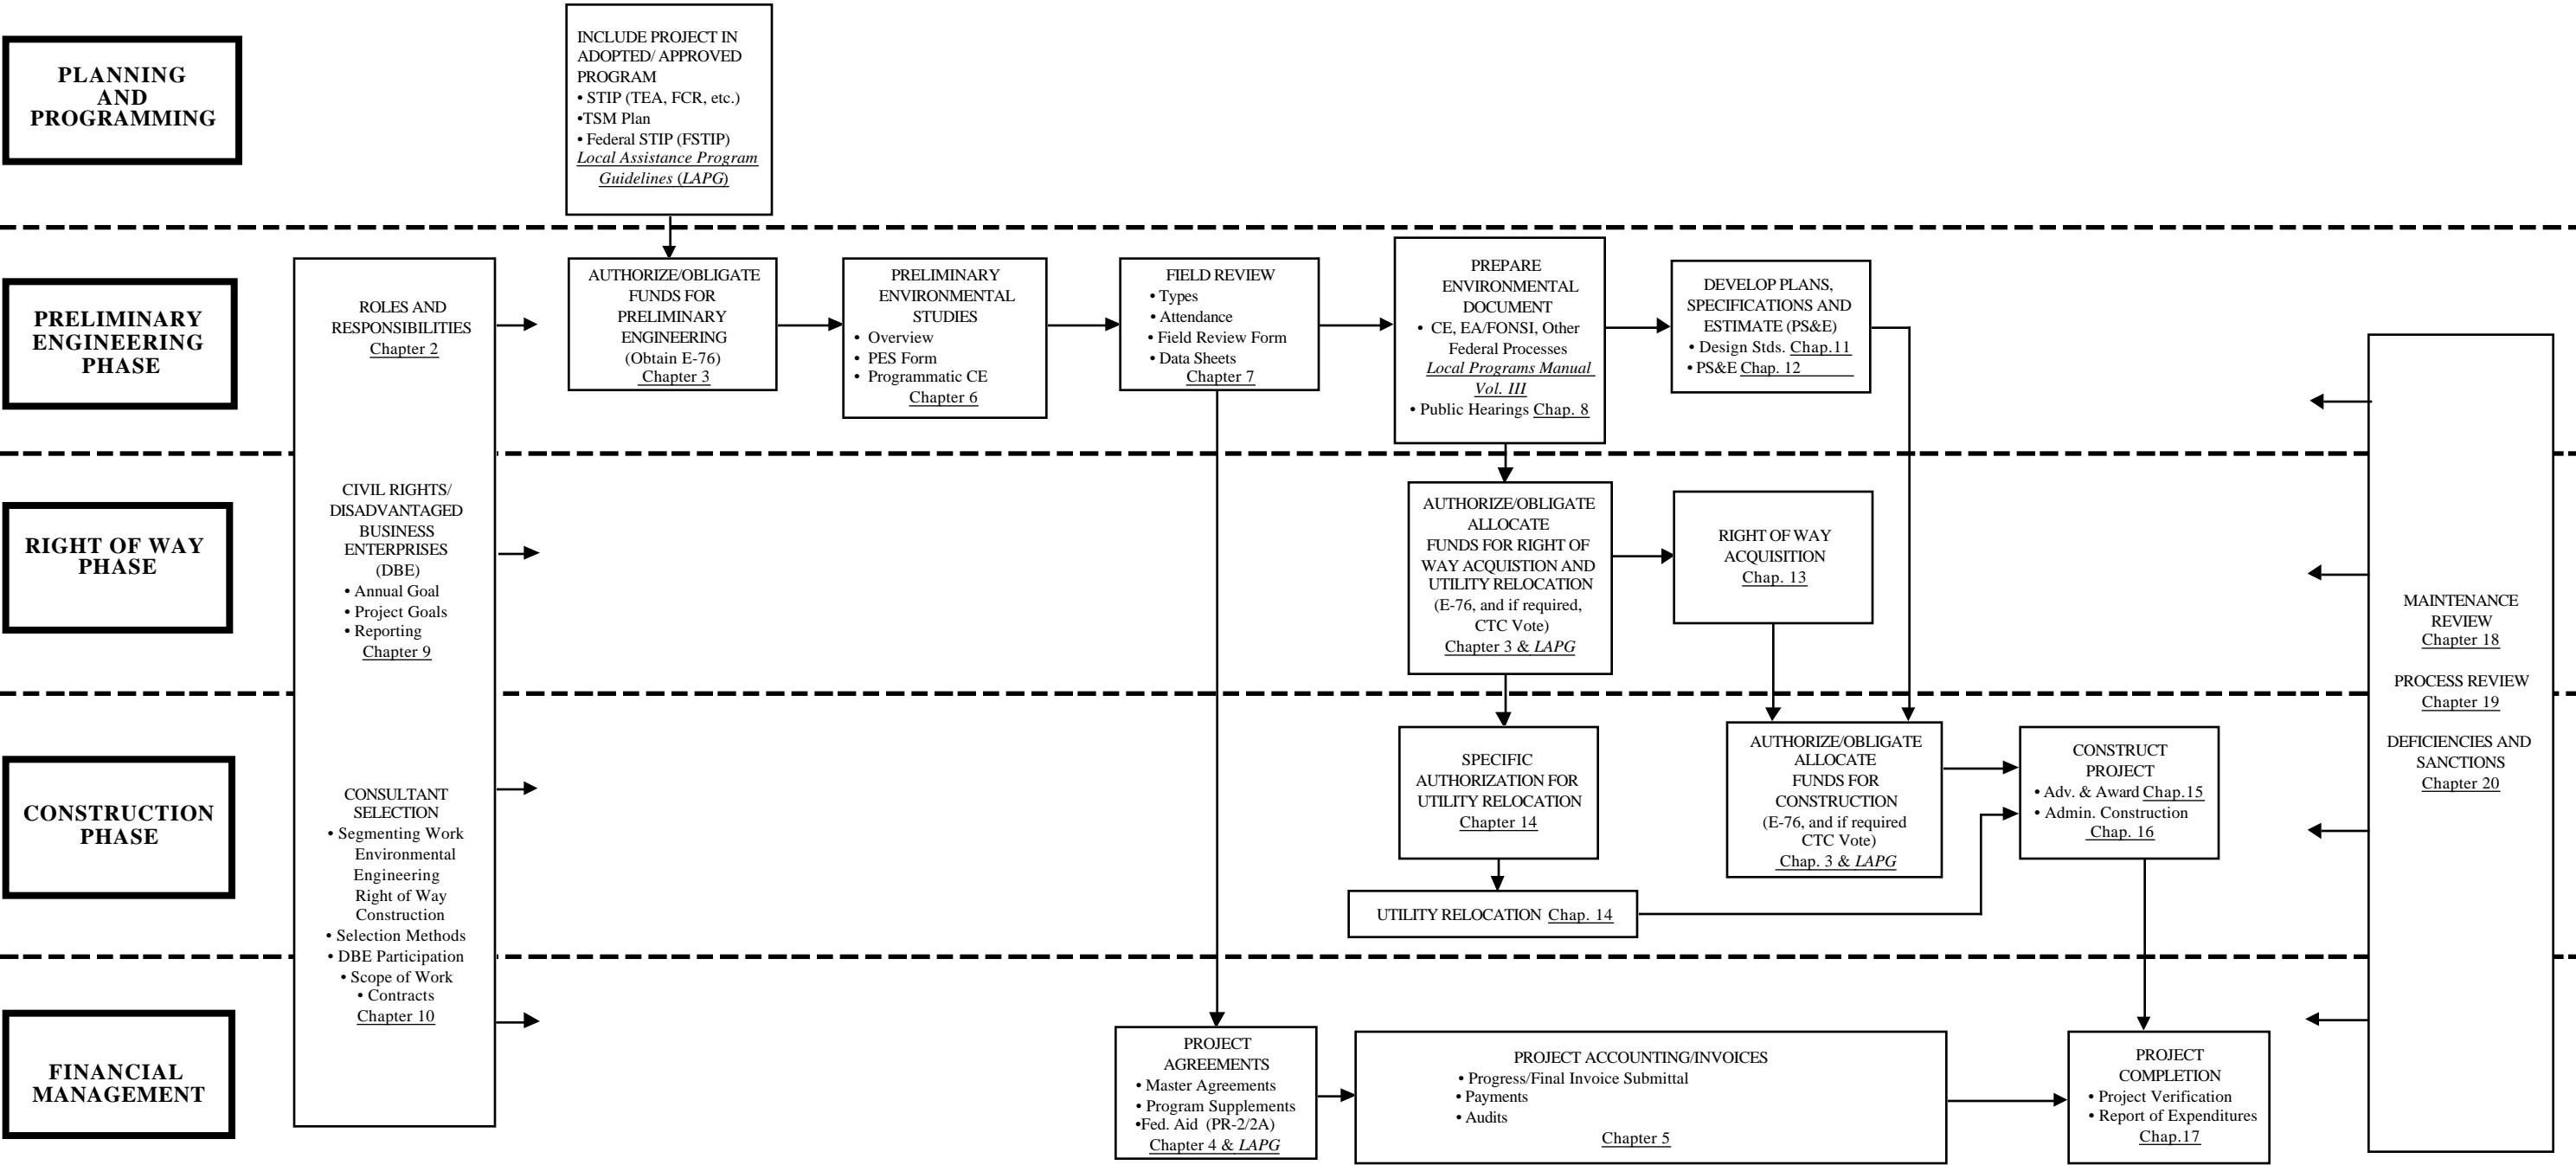 PLANNING
AND
PROGRAMMING
INCLUDE PROJECT IN
ADOPTED/ APPROVED
PROGRAM
• STIP (TEA, FCR, etc.)
•TSM Plan
• Federal STIP (FSTIP)
Local Assistance Program
Guidelines (LAPG)
PRELIMINARY
ENGINEERING
PHASE
ROLES AND
RESPONSIBILITIES
Chapter 2
AUTHORIZE/OBLIGATE
FUNDS FOR
PRELIMINARY
ENGINEERING
(Obtain E-76)
Chapter 3
PRELIMINARY
ENVIRONMENTAL
STUDIES
• Overview
• PES Form
• Programmatic CE
Chapter 6
FIELD REVIEW
• Types
• Attendance
• Field Review Form
• Data Sheets
Chapter 7
PREPARE
ENVIRONMENTAL
DOCUMENT
• CE, EA/FONSI, Other
Federal Processes
Local Programs Manual
Vol. III
• Public Hearings Chap. 8
DEVELOP PLANS,
SPECIFICATIONS AND
ESTIMATE (PS&E)
• Design Stds. Chap.11
• PS&E Chap. 12
RIGHT OF WAY
PHASE
CIVIL RIGHTS/
DISADVANTAGED
BUSINESS
ENTERPRISES
(DBE)
• Annual Goal
• Project Goals
• Reporting
Chapter 9
AUTHORIZE/OBLIGATE
ALLOCATE
FUNDS FOR RIGHT OF
WAY ACQUISTION AND
UTILITY RELOCATION
(E-76, and if required,
CTC Vote)
Chapter 3 & LAPG
RIGHT OF WAY
ACQUISITION
Chap. 13
MAINTENANCE
REVIEW
Chapter 18
PROCESS REVIEW
Chapter 19
DEFICIENCIES AND
SANCTIONS
Chapter 20
CONSTRUCTION
PHASE
CONSULTANT
SELECTION
• Segmenting Work
Environmental
Engineering
Right of Way
Construction
• Selection Methods
• DBE Participation
• Scope of Work
• Contracts
Chapter 10
SPECIFIC
AUTHORIZATION FOR
UTILITY RELOCATION
Chapter 14
UTILITY RELOCATION Chap. 14
AUTHORIZE/OBLIGATE
ALLOCATE
FUNDS FOR
CONSTRUCTION
(E-76, and if required
CTC Vote)
Chap. 3 & LAPG
CONSTRUCT
PROJECT
• Adv. & Award Chap.15
• Admin. Construction
Chap. 16
FINANCIAL
MANAGEMENT
PROJECT
AGREEMENTS
• Master Agreements
• Program Supplements
•Fed. Aid (PR-2/2A)
Chapter 4 & LAPG
PROJECT ACCOUNTING/INVOICES
• Progress/Final Invoice Submittal
• Payments
• Audits
Chapter 5
PROJECT
COMPLETION
• Project Verification
• Report of Expenditures
Chap.17